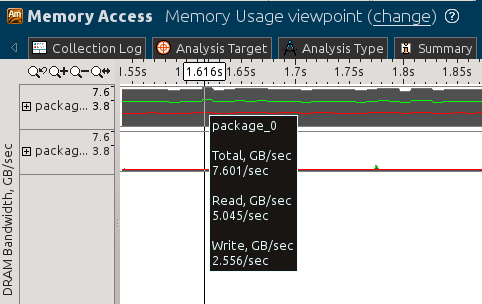 Am Memory Access Memory Usage viewpoint (change) ?
Collection Log Analysis Target Analysis Type Summary
1.55s 1.616s 1.65s 1.7s 1.75s 1.8s 1.85s
7.6
packag... 3.8
7.6
packag... 3.8
DRAM Bandwidth, GB/sec
package_0
Total, GB/sec
7.601/sec
Read, GB/sec
5.045/sec
Write, GB/sec
2.556/sec